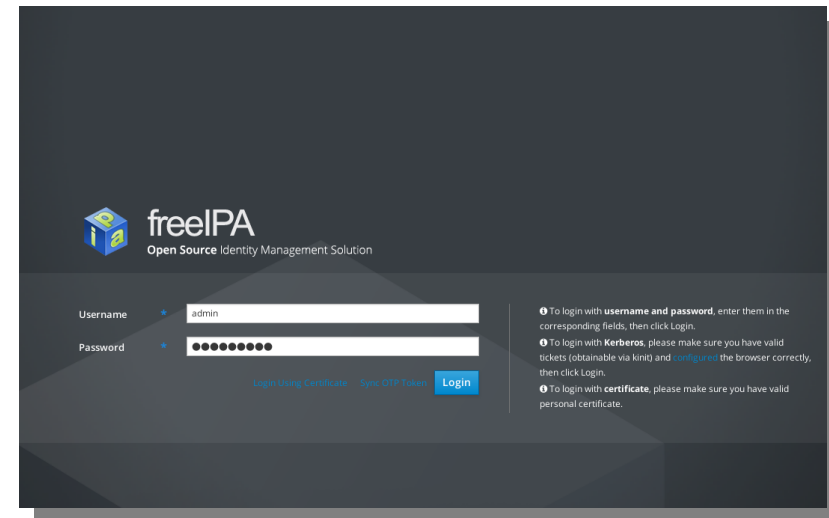 freeIPA
Open Source Identity Management Solution
Username * admin
Password * ●●●●●●●●●
Login Using Certificate Sync OTP Token Login
To login with username and password, enter them in the
corresponding fields, then click Login.
To login with Kerberos, please make sure you have valid
tickets (obtainable via kinit) and configured the browser correctly,
then click Login.
To login with certificate, please make sure you have valid
personal certificate.